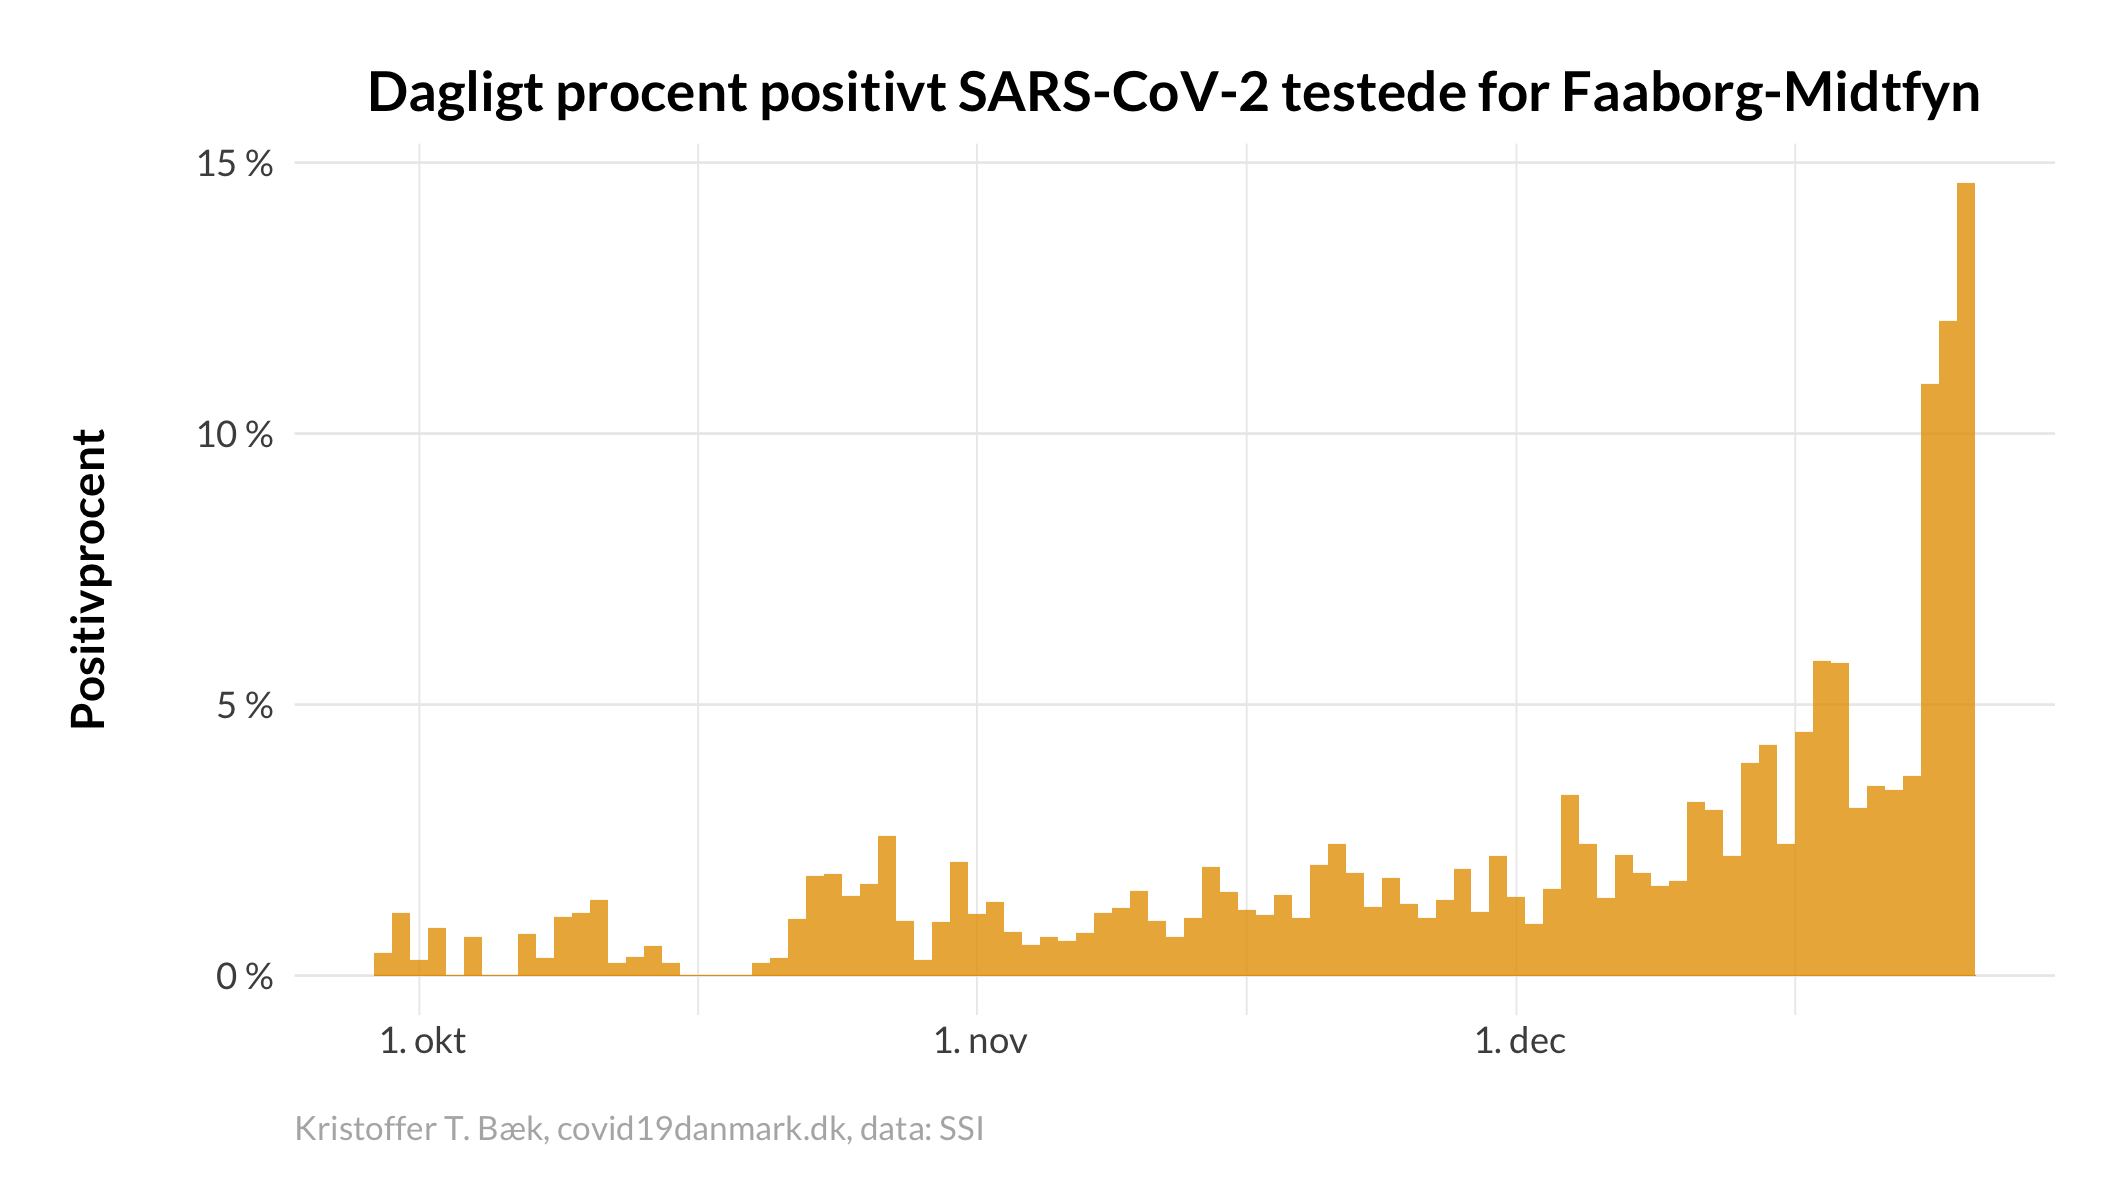 Dagligt procent positivt SARS-CoV-2 testede for Faaborg-Midtfyn
15 %
10 %
5 %
0 %
Positivprocent
1. okt
1. nov
1. dec
Kristoffer T. Bæk, covid19danmark.dk, data: SSI